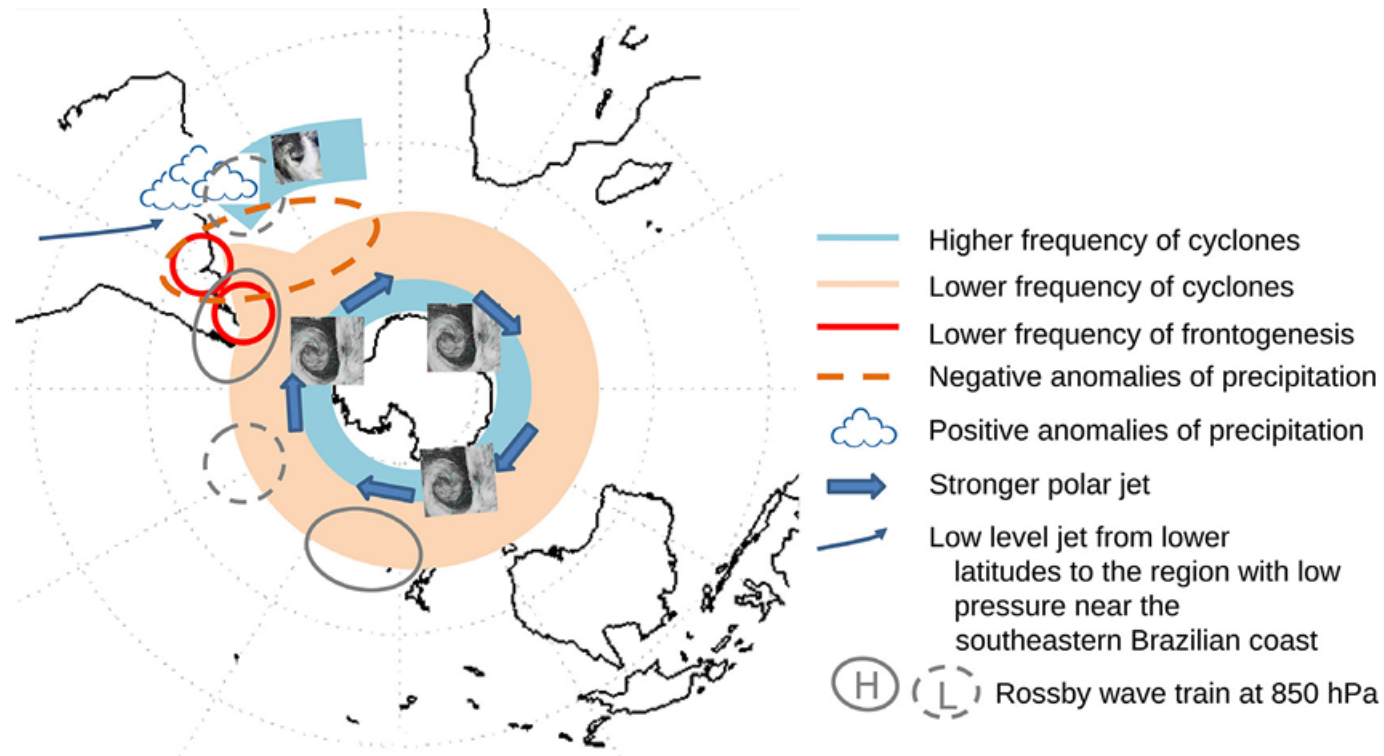 Higher frequency of cyclones
Lower frequency of cyclones
Lower frequency of frontogenesis
Negative anomalies of precipitation
Positive anomalies of precipitation
Stronger polar jet
Low level jet from lower
latitudes to the region with low
pressure near the
southeastern Brazilian coast
H L Rossby wave train at 850 hPa